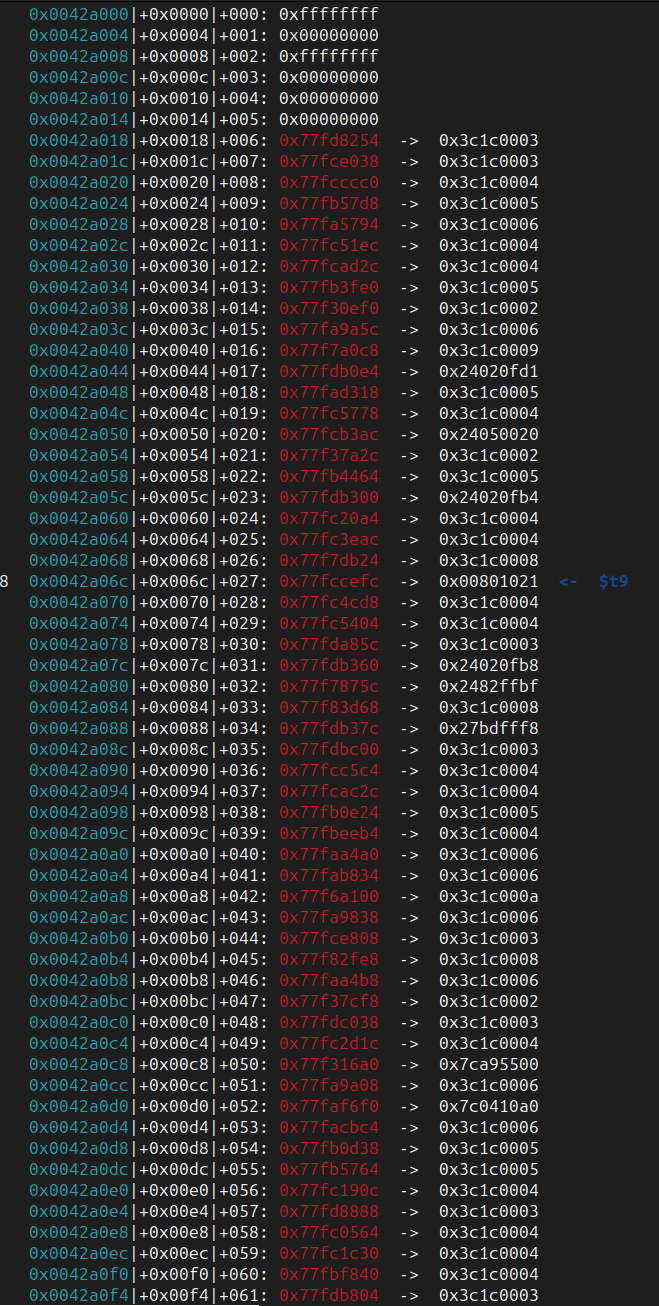 0x0042a000|+0x0000|+000: 0xffffffff
0x0042a004|+0x0004|+001: 0x00000000
0x0042a008|+0x0008|+002: 0xffffffff
0x0042a00c|+0x000c|+003: 0x00000000
0x0042a010|+0x0010|+004: 0x00000000
0x0042a014|+0x0014|+005: 0x00000000
0x0042a018|+0x0018|+006: 0x77fd8254 -> 0x3c1c0003
0x0042a01c|+0x001c|+007: 0x77fce038 -> 0x3c1c0003
0x0042a020|+0x0020|+008: 0x77fcccc0 -> 0x3c1c0004
0x0042a024|+0x0024|+009: 0x77fb57d8 -> 0x3c1c0005
0x0042a028|+0x0028|+010: 0x77fa5794 -> 0x3c1c0006
0x0042a02c|+0x002c|+011: 0x77fc51ec -> 0x3c1c0004
0x0042a030|+0x0030|+012: 0x77fcad2c -> 0x3c1c0004
0x0042a034|+0x0034|+013: 0x77fb3fe0 -> 0x3c1c0005
0x0042a038|+0x0038|+014: 0x77f30ef0 -> 0x3c1c0002
0x0042a03c|+0x003c|+015: 0x77fa9a5c -> 0x3c1c0006
0x0042a040|+0x0040|+016: 0x77f7a0c8 -> 0x3c1c0009
0x0042a044|+0x0044|+017: 0x77fdb0e4 -> 0x24020fd1
0x0042a048|+0x0048|+018: 0x77fad318 -> 0x3c1c0005
0x0042a04c|+0x004c|+019: 0x77fc5778 -> 0x3c1c0004
0x0042a050|+0x0050|+020: 0x77fcb3ac -> 0x24050020
0x0042a054|+0x0054|+021: 0x77f37a2c -> 0x3c1c0002
0x0042a058|+0x0058|+022: 0x77fb4464 -> 0x3c1c0005
0x0042a05c|+0x005c|+023: 0x77fdb300 -> 0x24020fb4
0x0042a060|+0x0060|+024: 0x77fc20a4 -> 0x3c1c0004
0x0042a064|+0x0064|+025: 0x77fc3eac -> 0x3c1c0004
0x0042a068|+0x0068|+026: 0x77f7db24 -> 0x3c1c0008
8 0x0042a06c|+0x006c|+027: 0x77fccefc -> 0x00801021 <- $t9
0x0042a070|+0x0070|+028: 0x77fc4cd8 -> 0x3c1c0004
0x0042a074|+0x0074|+029: 0x77fc5404 -> 0x3c1c0004
0x0042a078|+0x0078|+030: 0x77fda85c -> 0x3c1c0003
0x0042a07c|+0x007c|+031: 0x77fdb360 -> 0x24020fb8
0x0042a080|+0x0080|+032: 0x77f7875c -> 0x2482ffbf
0x0042a084|+0x0084|+033: 0x77f83d68 -> 0x3c1c0008
0x0042a088|+0x0088|+034: 0x77fdb37c -> 0x27bdfff8
0x0042a08c|+0x008c|+035: 0x77fdbc00 -> 0x3c1c0003
0x0042a090|+0x0090|+036: 0x77fcc5c4 -> 0x3c1c0004
0x0042a094|+0x0094|+037: 0x77fcac2c -> 0x3c1c0004
0x0042a098|+0x0098|+038: 0x77fb0e24 -> 0x3c1c0005
0x0042a09c|+0x009c|+039: 0x77fbeeb4 -> 0x3c1c0004
0x0042a0a0|+0x00a0|+040: 0x77faa4a0 -> 0x3c1c0006
0x0042a0a4|+0x00a4|+041: 0x77fab834 -> 0x3c1c0006
0x0042a0a8|+0x00a8|+042: 0x77f6a100 -> 0x3c1c000a
0x0042a0ac|+0x00ac|+043: 0x77fa9838 -> 0x3c1c0006
0x0042a0b0|+0x00b0|+044: 0x77fce808 -> 0x3c1c0003
0x0042a0b4|+0x00b4|+045: 0x77f82fe8 -> 0x3c1c0008
0x0042a0b8|+0x00b8|+046: 0x77faa4b8 -> 0x3c1c0006
0x0042a0bc|+0x00bc|+047: 0x77f37cf8 -> 0x3c1c0002
0x0042a0c0|+0x00c0|+048: 0x77fdc038 -> 0x3c1c0003
0x0042a0c4|+0x00c4|+049: 0x77fc2d1c -> 0x3c1c0004
0x0042a0c8|+0x00c8|+050: 0x77f316a0 -> 0x7ca95500
0x0042a0cc|+0x00cc|+051: 0x77fa9a08 -> 0x3c1c0006
0x0042a0d0|+0x00d0|+052: 0x77faf6f0 -> 0x7c0410a0
0x0042a0d4|+0x00d4|+053: 0x77facbc4 -> 0x3c1c0006
0x0042a0d8|+0x00d8|+054: 0x77fb0d38 -> 0x3c1c0005
0x0042a0dc|+0x00dc|+055: 0x77fb5764 -> 0x3c1c0005
0x0042a0e0|+0x00e0|+056: 0x77fc190c -> 0x3c1c0004
0x0042a0e4|+0x00e4|+057: 0x77fd8888 -> 0x3c1c0003
0x0042a0e8|+0x00e8|+058: 0x77fc0564 -> 0x3c1c0004
0x0042a0ec|+0x00ec|+059: 0x77fc1c30 -> 0x3c1c0004
0x0042a0f0|+0x00f0|+060: 0x77fbf840 -> 0x3c1c0004
0x0042a0f4|+0x00f4|+061: 0x77fdb804 -> 0x3c1c0003